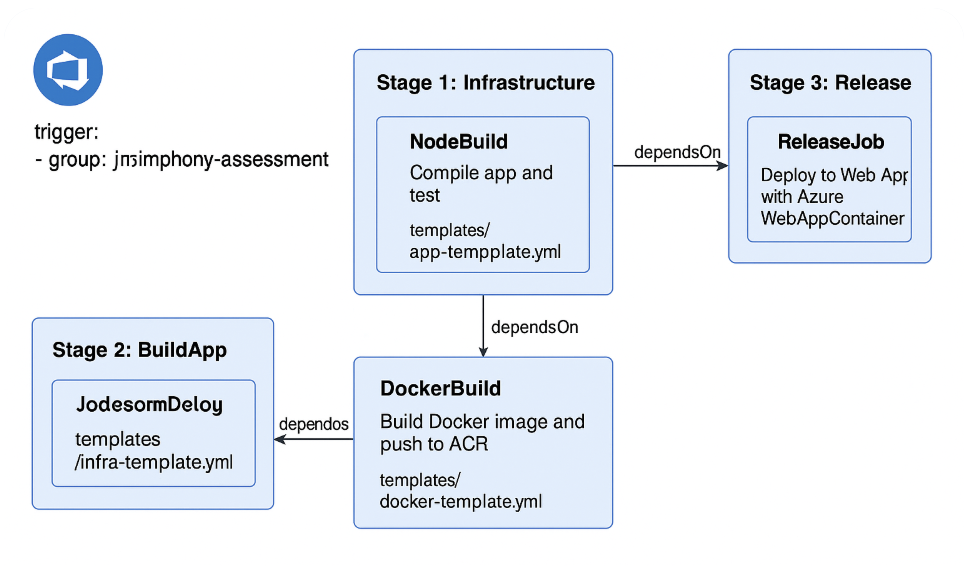 trigger:
- group: jnsimphony-assessment
Stage 1: Infrastructure
NodeBuild
Compile app and
test
templates/
app-tempplate.yml
dependsOn
Stage 3: Release
ReleaseJob
Deploy to Web App
with Azure
WebAppContainer
dependsOn
Stage 2: BuildApp
JodesormDeloy
templates
/infra-template.yml
dependos
DockerBuild
Build Docker image and
push to ACR
templates/
docker-template.yml